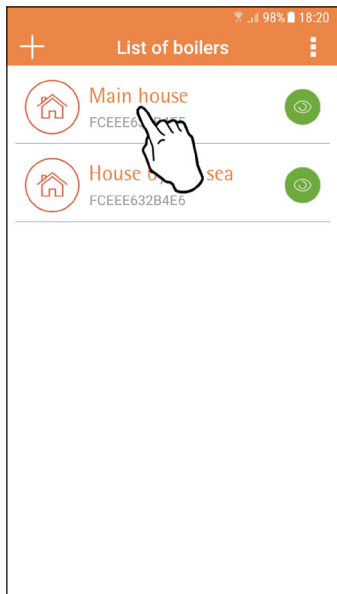 98% 18:20
List of boilers
Main house
House sea
FCEEE632B4E6